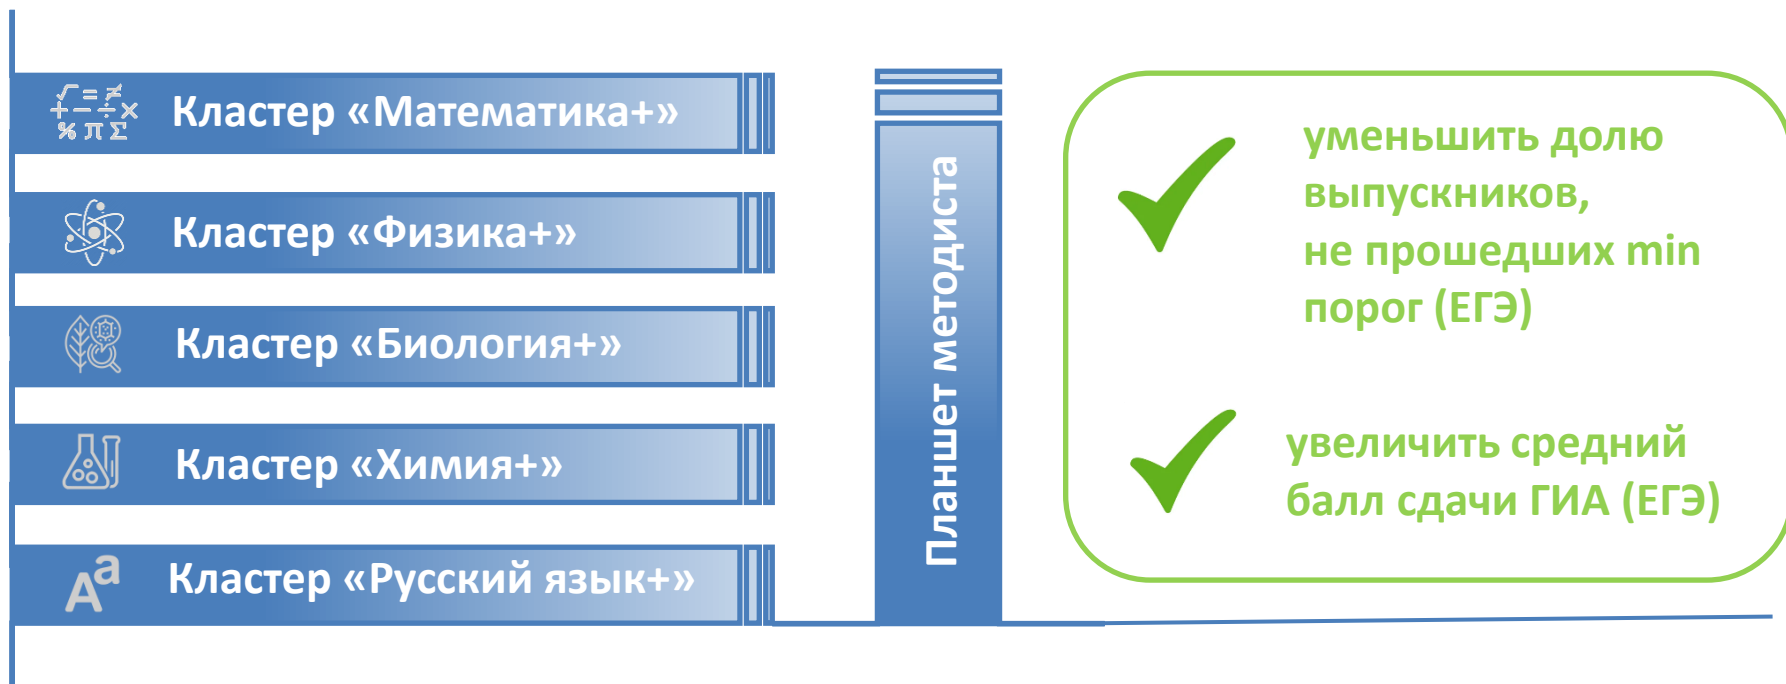 Кластер «Математика+»
Кластер «Физика+»
Кластер «Биология+»
Кластер «Химия+»
Aa
Кластер «Русский язык+»
Планшет методиста
уменьшить долю
выпускников,
не прошедших min
порог (ЕГЭ)
увеличить средний
балл сдачи ГИА (ЕГЭ)